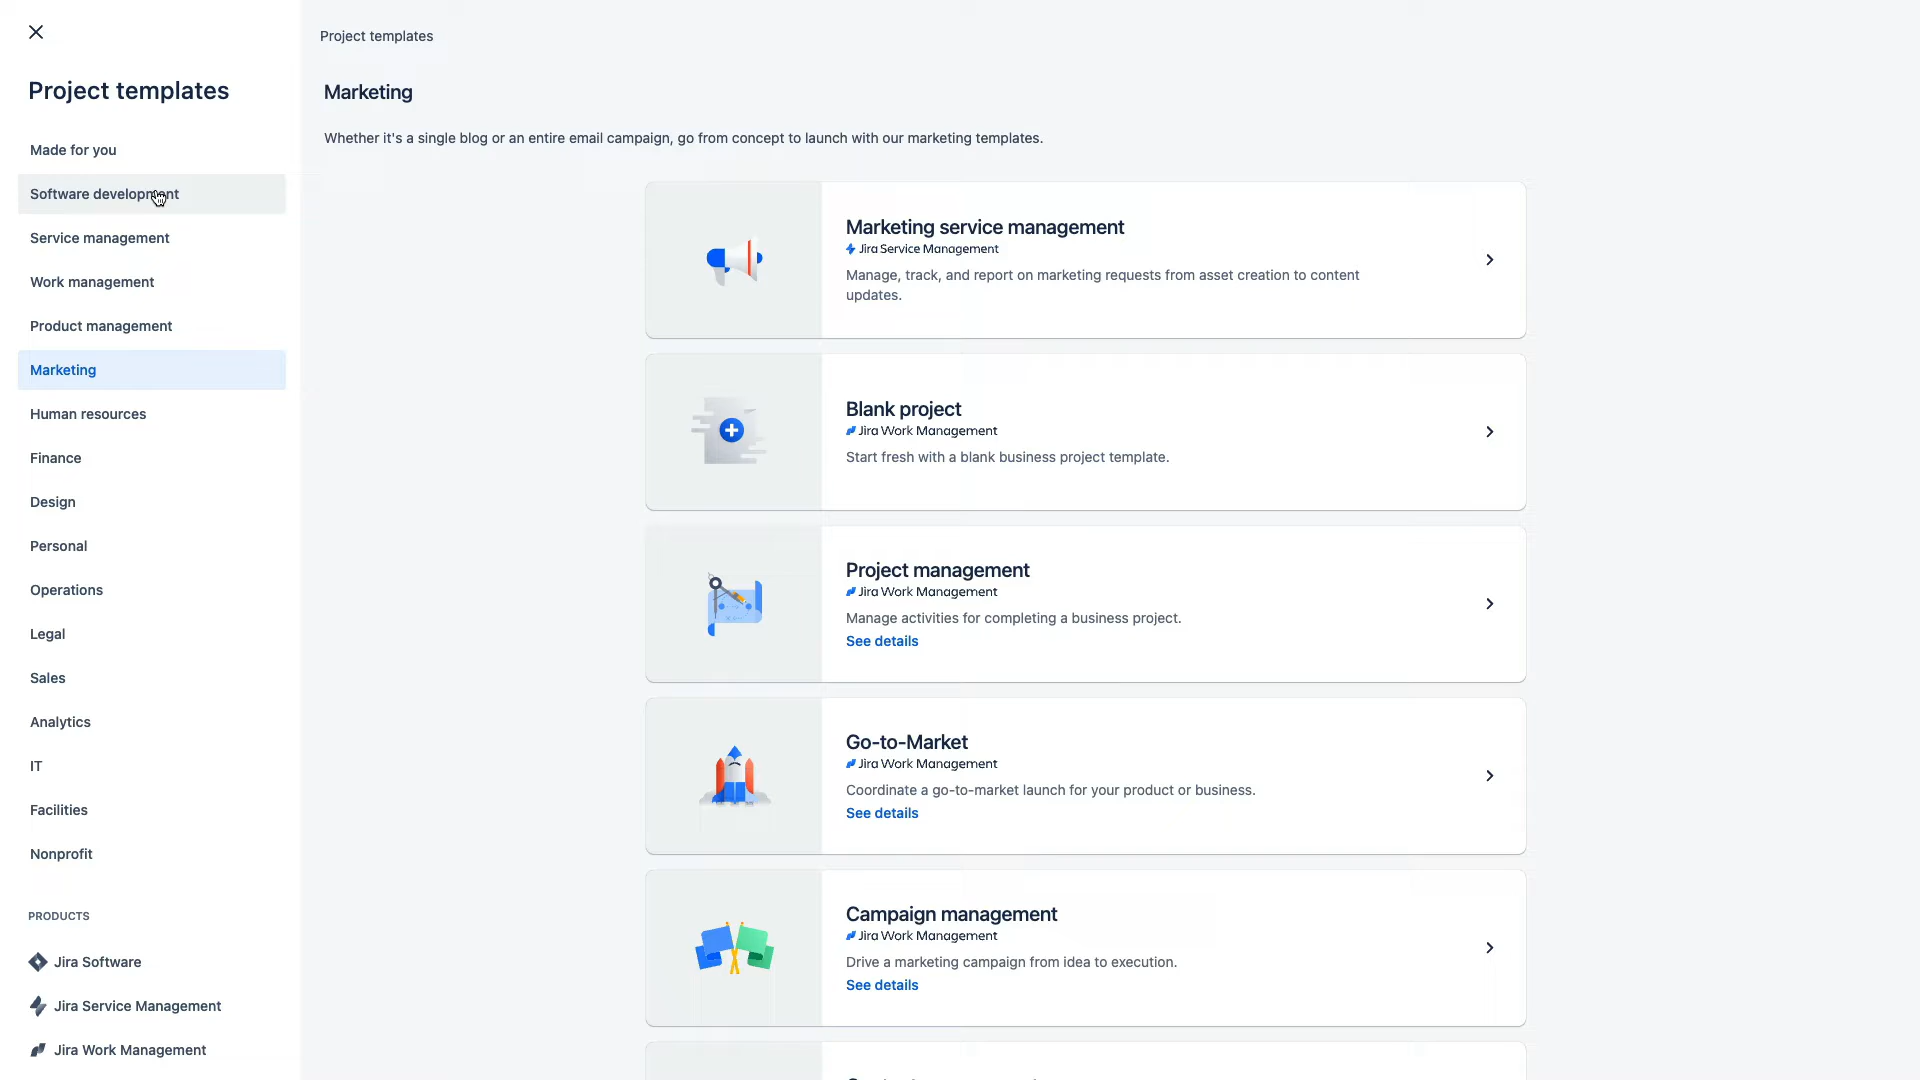 Project templates
Made for you
Software development
Service management
Work management
Product management
Marketing
Human resources
Finance
Design
Personal
Operations
Legal
Sales
Analytics
IT
Facilities
Nonprofit
PRODUCTS
Jira Software
Jira Service Management
Jira Work Management
Project templates
Marketing
Whether it's a single blog or an entire email campaign, go from concept to launch with our marketing templates.
Marketing service management
Jira Service Management
Manage, track, and report on marketing requests from asset creation to content
updates.
Blank project
Jira Work Management
Start fresh with a blank business project template.
Project management
Jira Work Management
Manage activities for completing a business project.
See details
Go-to-Market
Jira Work Management
Coordinate a go-to-market launch for your product or business.
See details
Campaign management
Jira Work Management
Drive a marketing campaign from idea to execution.
See details